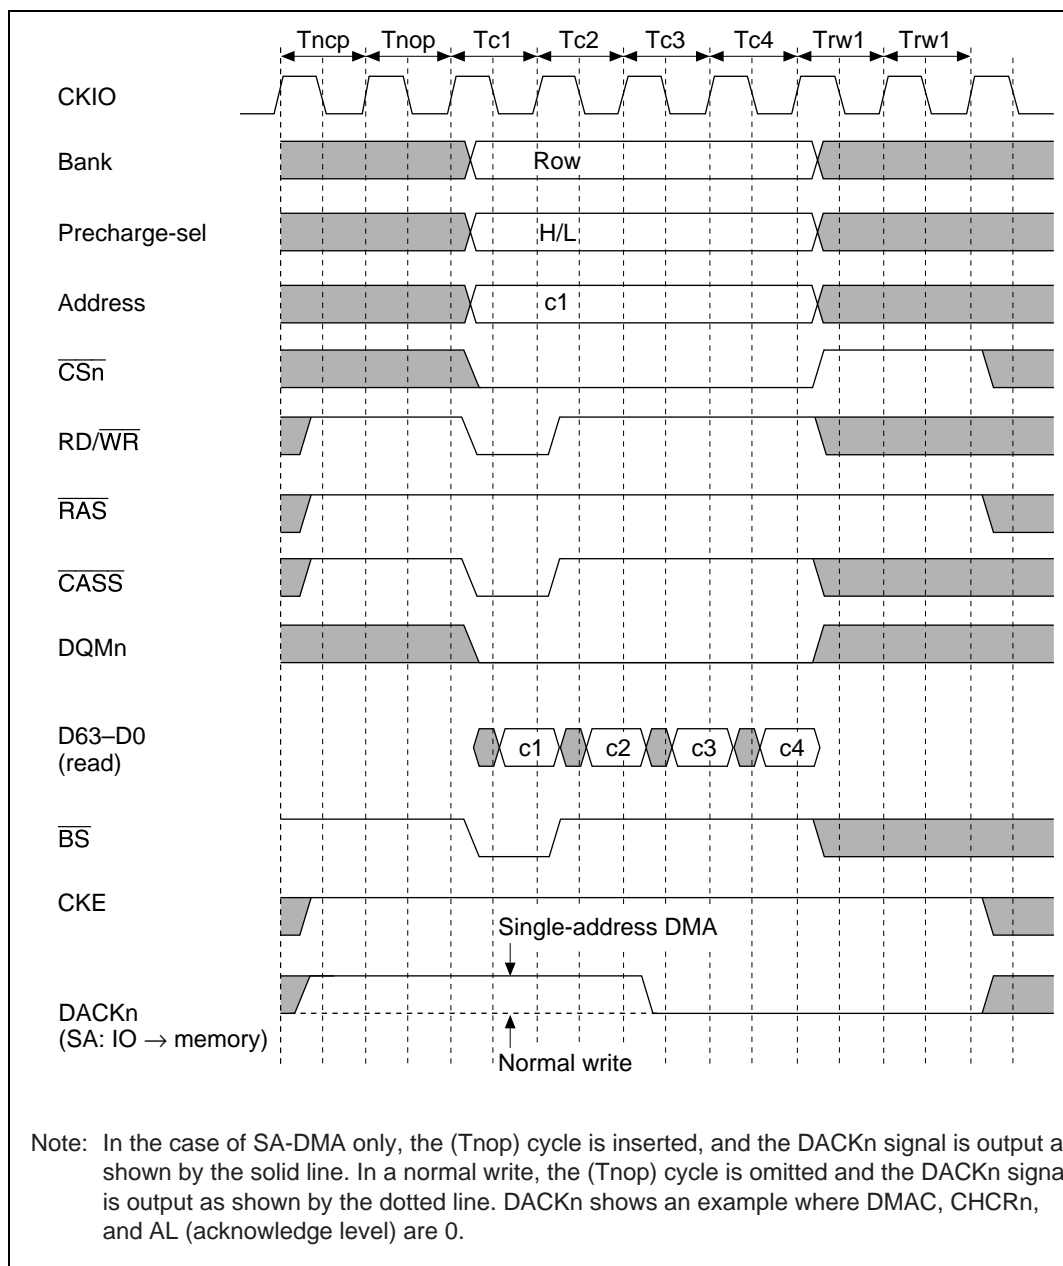 Tncp Tnop Tc1 Tc2 Tc3 Tc4 Trw1 Trw1
CKIO
Bank Row
Precharge-sel H/L
Address c1
CSn
RD/WR
RAS
CASS
DQMn
D63–D0
(read)
c1 c2 c3 c4
BS
CKE
Single-address DMA
DACKn
(SA: IO → memory)
Normal write
Note: In the case of SA-DMA only, the (Tnop) cycle is inserted, and the DACKn signal is output a
shown by the solid line. In a normal write, the (Tnop) cycle is omitted and the DACKn signa
is output as shown by the dotted line. DACKn shows an example where DMAC, CHCRn,
and AL (acknowledge level) are 0.